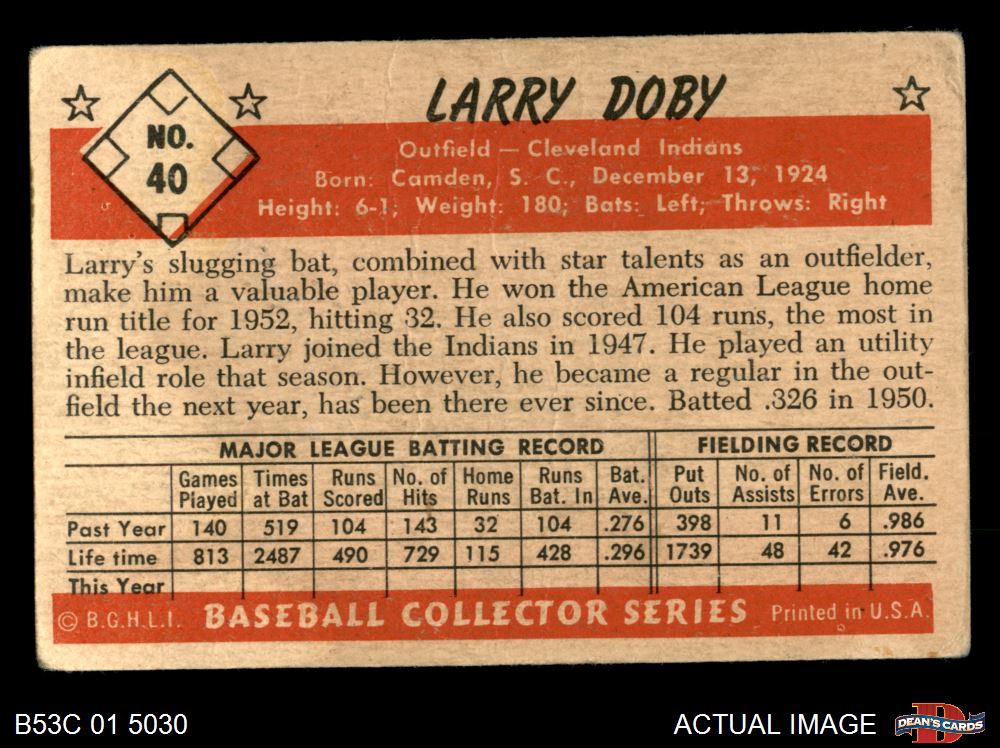 LARRY DOBY
NO.
40
Outfield — Cleveland Indians
Born: Camden, S. C., December 13, 1924
Height: 6-1; Weight: 180; Bats: Left; Throws: Right
Larry's slugging bat, combined with star talents as an outfielder,
make him a valuable player. He won the American League home
run title for 1952, hitting 32. He also scored 104 runs, the most in
the league. Larry joined the Indians in 1947. He played an utility
infield role that season. However, he became a regular in the out-
field the next year, has been there ever since. Batted .326 in 1950.
MAJOR LEAGUE BATTING RECORD FIELDING RECORD
Games Times Runs No. of Home Runs Bat. Put No. of No. of Field.
Played at Bat Scored Hits Runs Bat. In Ave. Outs Assists Errors Ave.
Past Year 140 519 104 143 32 104 .276 398 11 6 .986
Life time 813 2487 490 729 115 428 .296 1739 48 42 .976
This Year
© B.G.H.L.I. BASEBALL COLLECTOR SERIES Printed in U.S.A.
B53C 01 5030 ACTUAL IMAGE DEAN'S CARDS